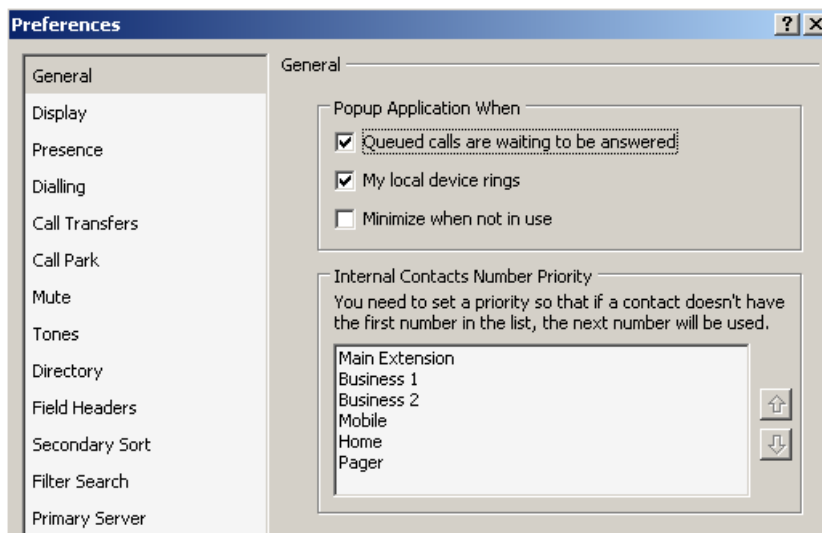 Preferences
General
Display
Presence
Dialling
Call Transfers
Call Park
Mute
Tones
Directory
Field Headers
Secondary Sort
Filter Search
Primary Server
General
Popup Application When
Queued calls are waiting to be answered
My local device rings
Minimize when not in use
Internal Contacts Number Priority
You need to set a priority so that if a contact doesn't have
the first number in the list, the next number will be used.
Main Extension
Business 1
Business 2
Mobile
Home
Pager